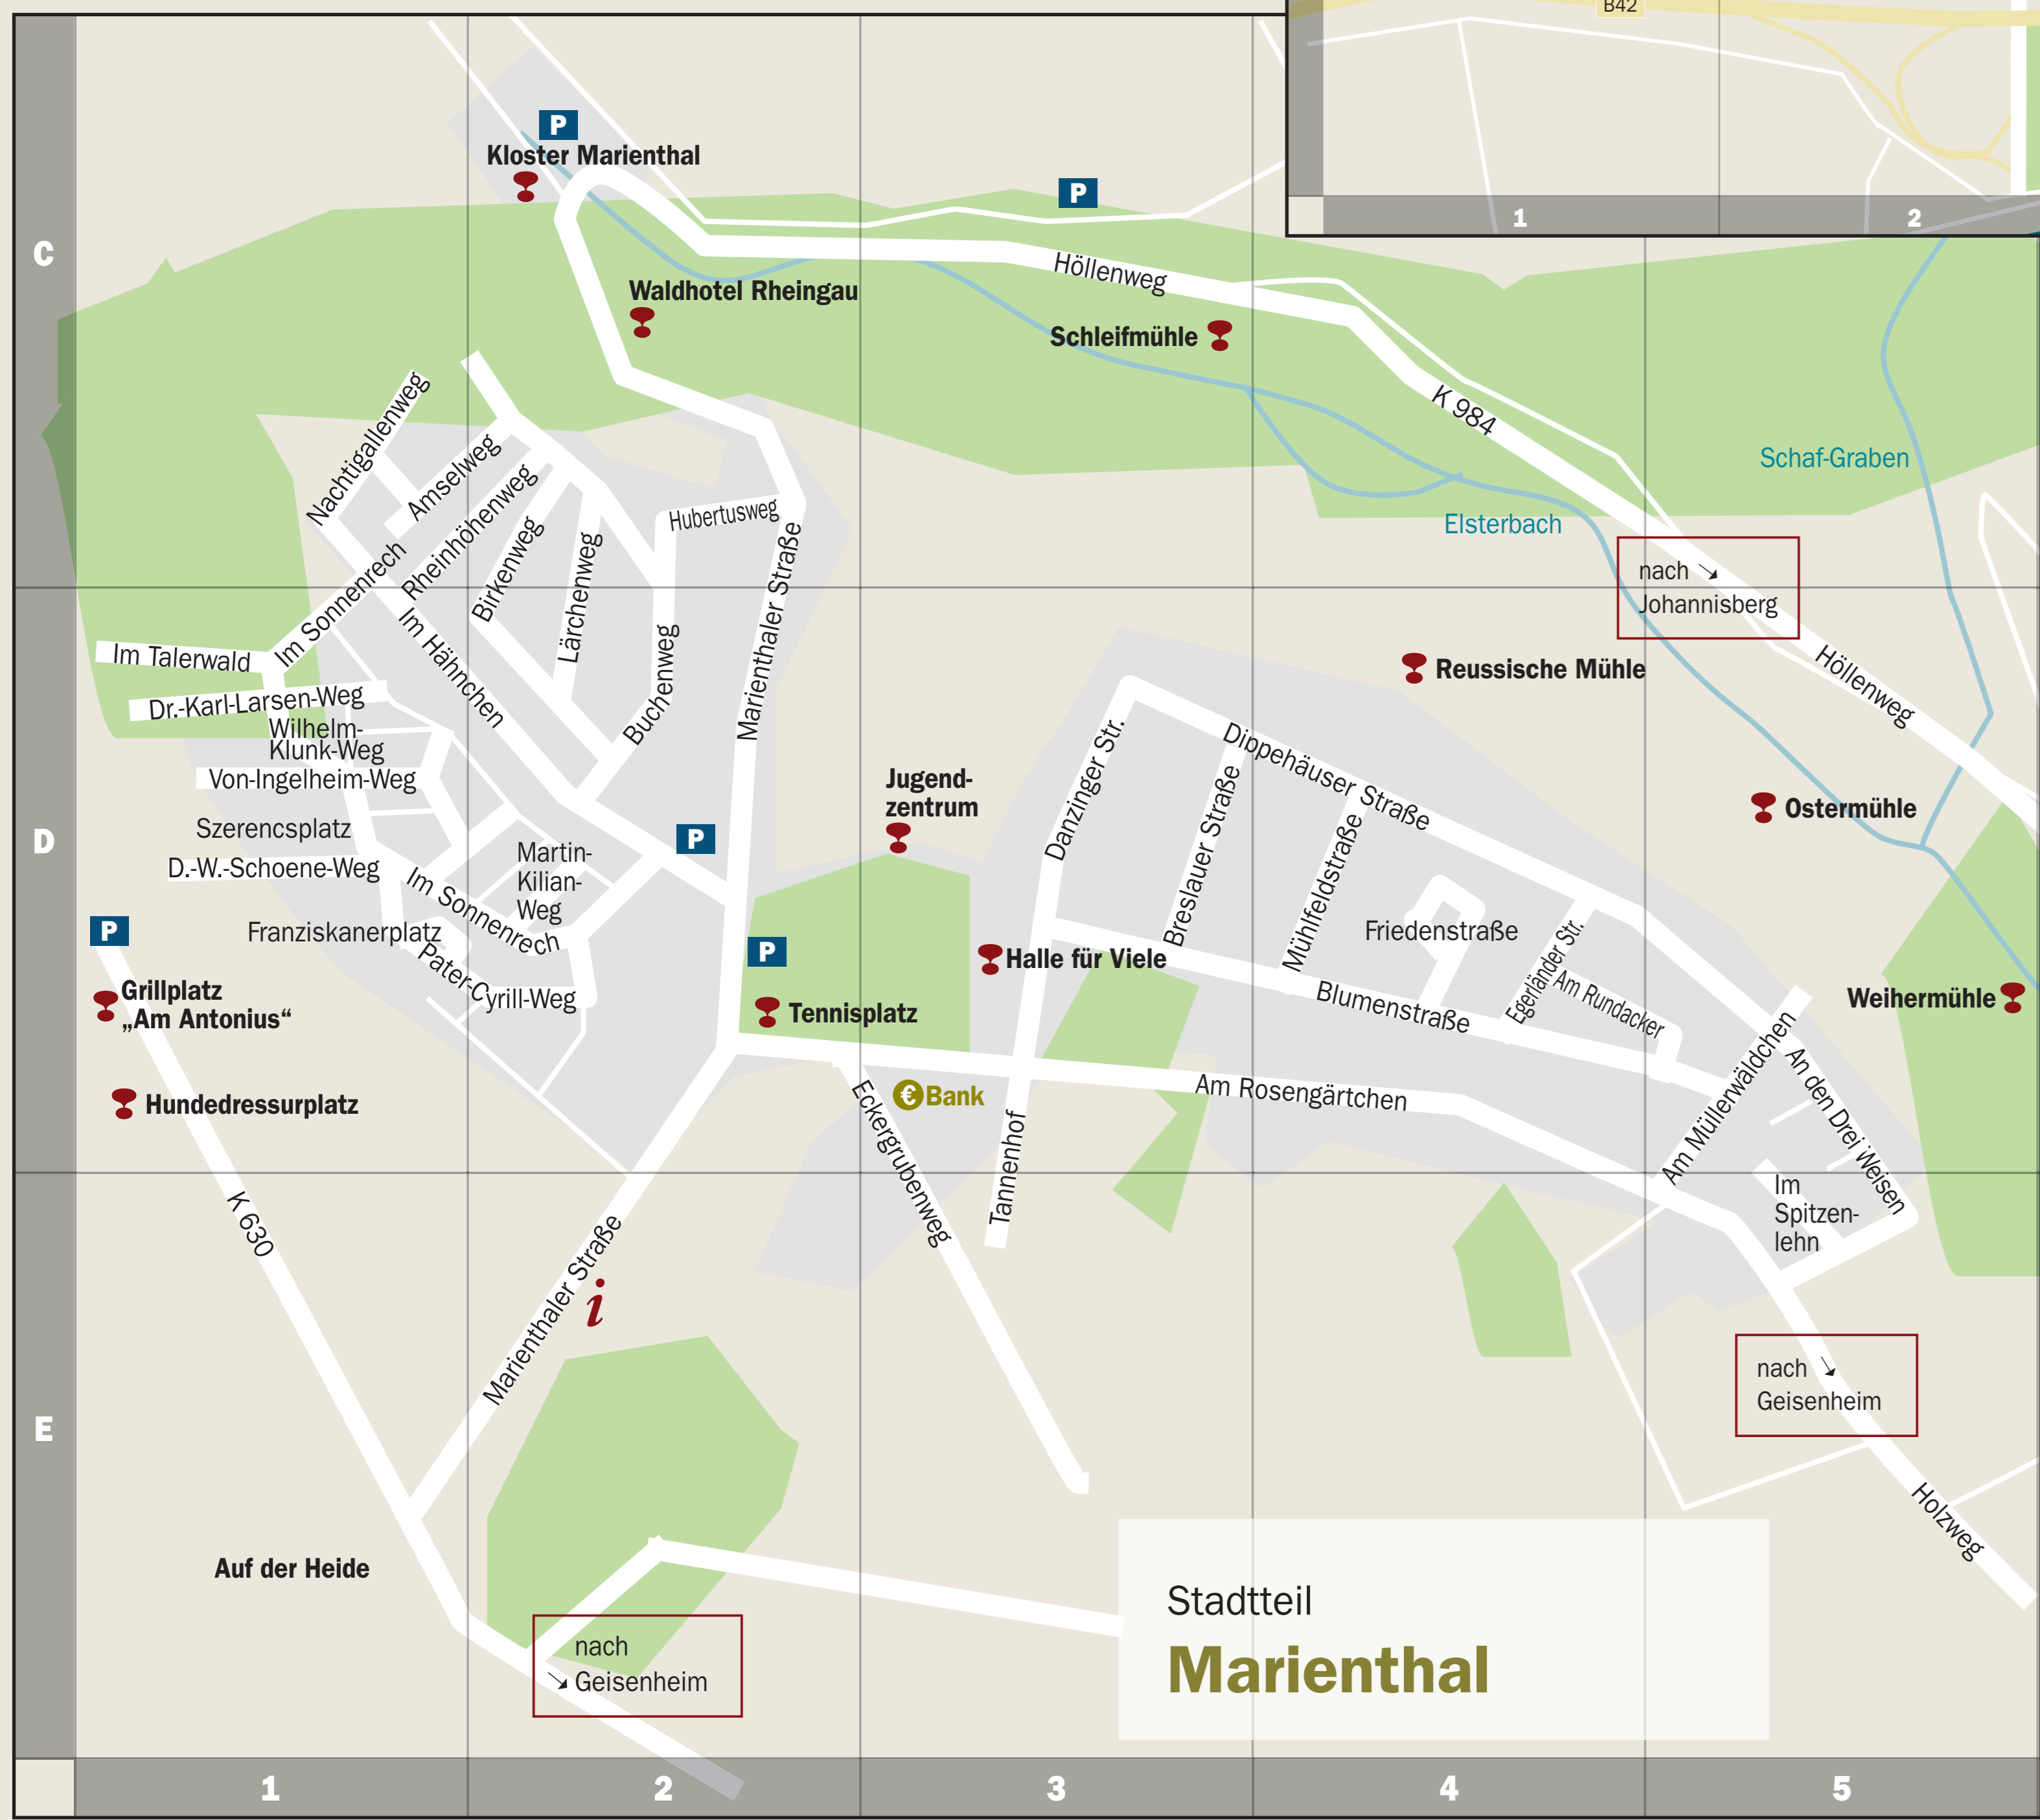 B42
1
2
P
Kloster Marienthal
P
C
Höllenweg
Waldhotel Rheingau
Schleifmühle
K 984
Nachtigallenweg
Amselweg
Rheinhöhenweg
Birkenweg
Lärchenweg
Hubertusweg
Marienthaler Straße
Schaf-Graben
Elsterbach
nach ↘
Johannisberg
Im Sonnenrech
Im Talerwald
Im Hähnchen
Buchenweg
Dr.-Karl-Larsen-Weg
Wilhelm-
Klunk-Weg
Von-Ingelheim-Weg
Szerencsplatz
D.-W.-Schoene-Weg
Reussische Mühle
Höllenweg
Dippehäuser Straße
Danzinger Str.
Breslauer Straße
Mühlfeldstraße
Jugend-
zentrum
Ostermühle
D
P
Martin-
Kilian-
Weg
Im Sonnenrech
Franziskanerplatz
Pater-Cyrill-Weg
P
P
Friedenstraße
Egerländer Str.
Am Rundacker
Halle für Viele
Blumenstraße
Grillplatz
„Am Antonius“
Tennisplatz
Weihermühle
Hundedressurplatz
€ Bank
Eckergrubenweg
Tannenhof
Am Rosengärtchen
Am Müllerwäldchen
An den Drei Weisen
Im
Spitzen-
lehn
K 630
Marienthaler Straße
i
nach ↘
Geisenheim
E
Holzweg
Auf der Heide
nach
↘ Geisenheim
Stadtteil
Marienthal
1
2
3
4
5